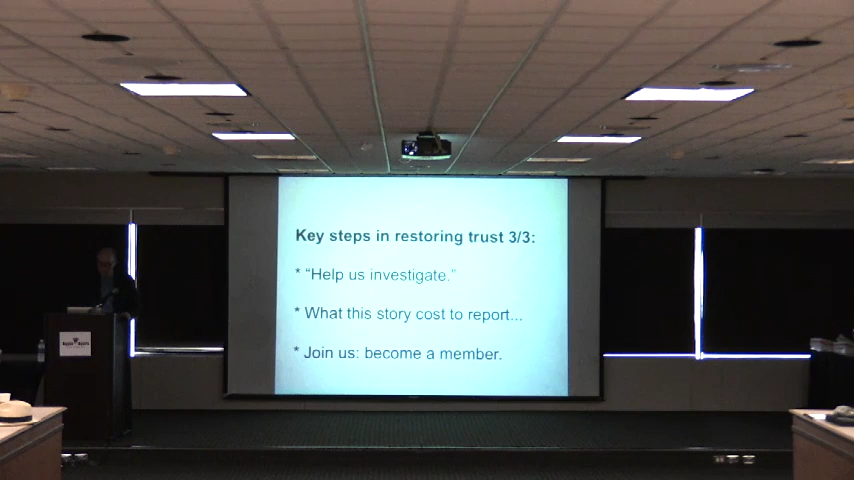 Key steps in restoring trust 3/3:
* “Help us investigate.”
* What this story cost to report...
* Join us: become a member.